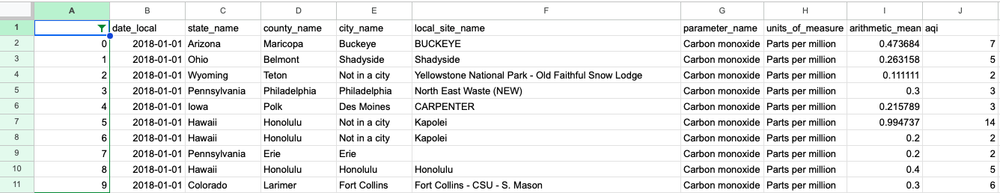 A B C D E F G H I J
1 date_local state_name county_name city_name local_site_name parameter_name units_of_measure arithmetic_mean aqi
2 0 2018-01-01 Arizona Maricopa Buckeye BUCKEYE Carbon monoxide Parts per million 0.473684 7
3 1 2018-01-01 Ohio Belmont Shadyside Shadyside Carbon monoxide Parts per million 0.263158 5
4 2 2018-01-01 Wyoming Teton Not in a city Yellowstone National Park - Old Faithful Snow Lodge Carbon monoxide Parts per million 0.111111 2
5 3 2018-01-01 Pennsylvania Philadelphia Philadelphia North East Waste (NEW) Carbon monoxide Parts per million 0.3 3
6 4 2018-01-01 Iowa Polk Des Moines CARPENTER Carbon monoxide Parts per million 0.215789 3
7 5 2018-01-01 Hawaii Honolulu Not in a city Kapolei Carbon monoxide Parts per million 0.994737 14
8 6 2018-01-01 Hawaii Honolulu Not in a city Kapolei Carbon monoxide Parts per million 0.2 2
9 7 2018-01-01 Pennsylvania Erie Erie Carbon monoxide Parts per million 0.2 2
10 8 2018-01-01 Hawaii Honolulu Honolulu Honolulu Carbon monoxide Parts per million 0.4 5
11 9 2018-01-01 Colorado Larimer Fort Collins Fort Collins - CSU - S. Mason Carbon monoxide Parts per million 0.3 6